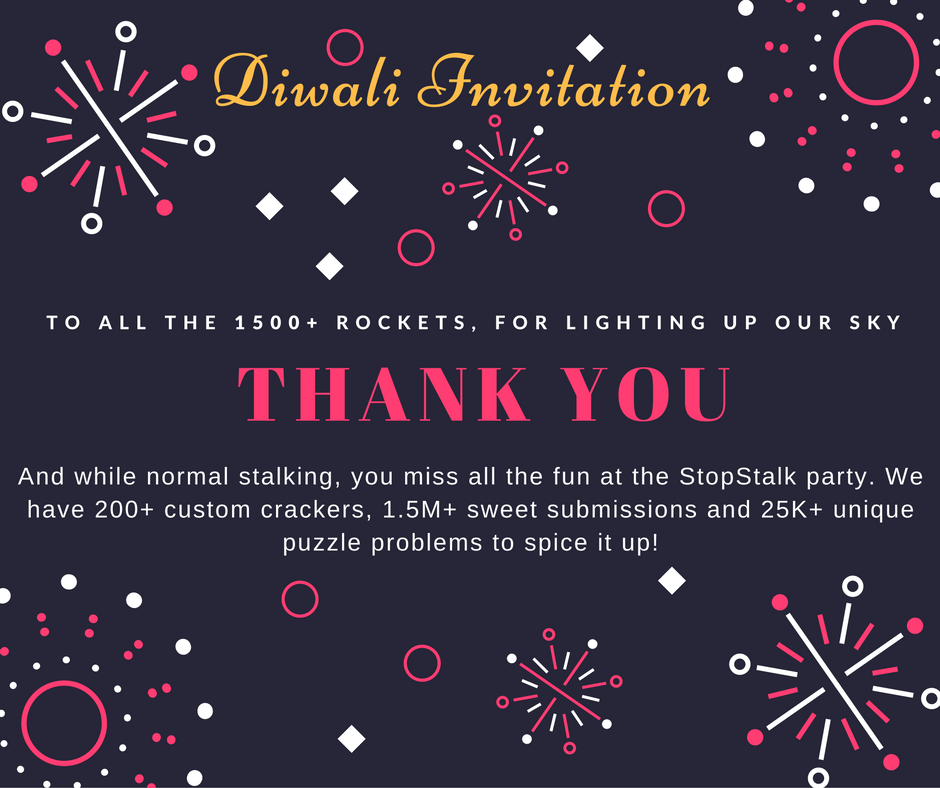 Diwali Invitation
TO ALL THE 1500+ ROCKETS, FOR LIGHTING UP OUR SKY
THANK YOU
And while normal stalking, you miss all the fun at the StopStalk party. We
have 200+ custom crackers, 1.5M+ sweet submissions and 25K+ unique
puzzle problems to spice it up!